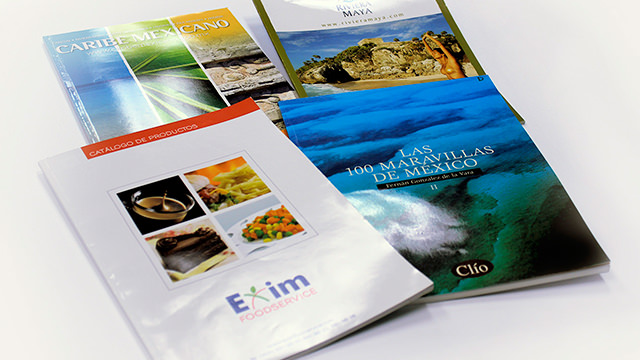 CARIBE MEXICANO
RIVIERA
MAYA
www.rivieramaya.com
CATÁLOGO DE PRODUCTOS
Exim
FOODSERVICE
LAS
100 MARAVILLAS
DE MÉXICO
Fernán González de la Vara
II
Clío